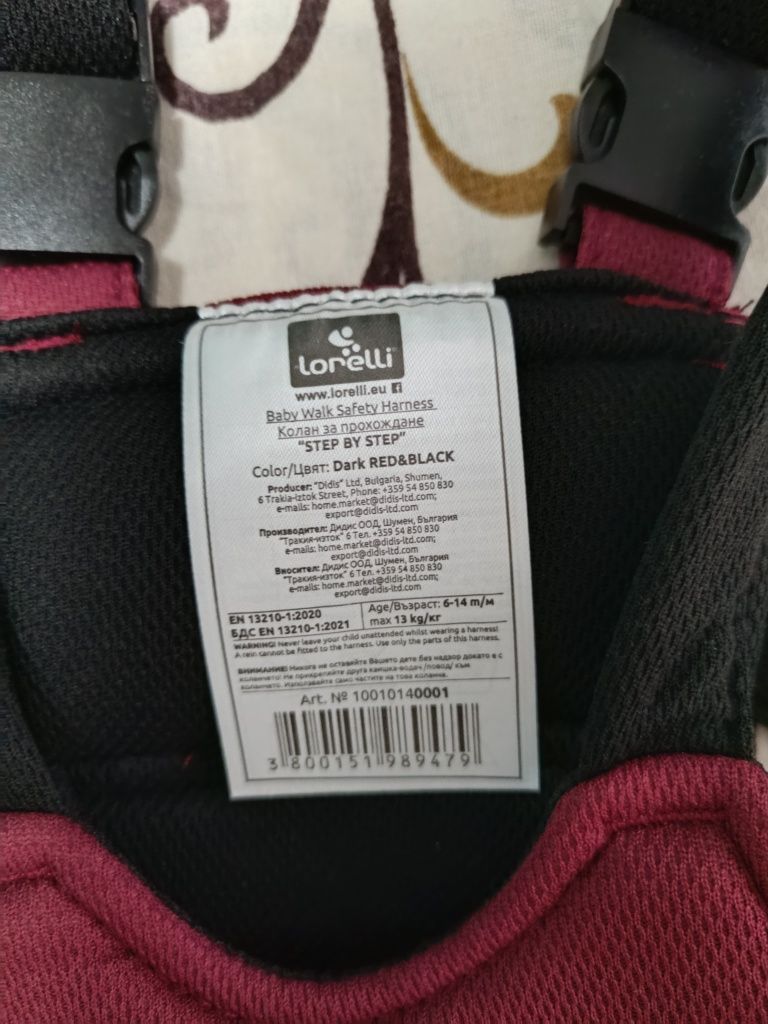 lorelli
www.lorelli.eu
Baby Walk Safety Harness
Колан за прохождане
"STEP BY STEP"
Color/Цвят: Dark RED&BLACK
Producer: "Didis" Ltd, Bulgaria, Shumen,
6 Trakia-Iztok Street, Phone: +359 54 850 830
e-mails: home.market@didis-ltd.com;
export@didis-ltd.com
Производител: Дидис ООД, Шумен, България
"Тракия-изток" 6 Тел. +359 54 850 830
e-mails: home.market@didis-ltd.com;
export@didis-ltd.com
Вносител: Дидис ООД, Шумен, България
"Тракия-изток" 6 Тел. +359 54 850 830
e-mails: home.market@didis-ltd.com;
export@didis-ltd.com
EN 13210-1:2020
БДС EN 13210-1:2021
Age/Възраст: 6-14 m/м
max 13 kg/кг
WARNING! Never leave your child unattended whilst wearing a harness!
A rein cannot be fitted to the harness. Use only the parts of this harness.
ВНИМАНИЕ! Никога не оставяйте Вашето дете без надзор докато е с
коланчето! Не прикрепяйте друга каишка-водач /повод/ към
коланчето. Използвайте само частите на това коланче.
Art. № 10010140001
3 800151 989479